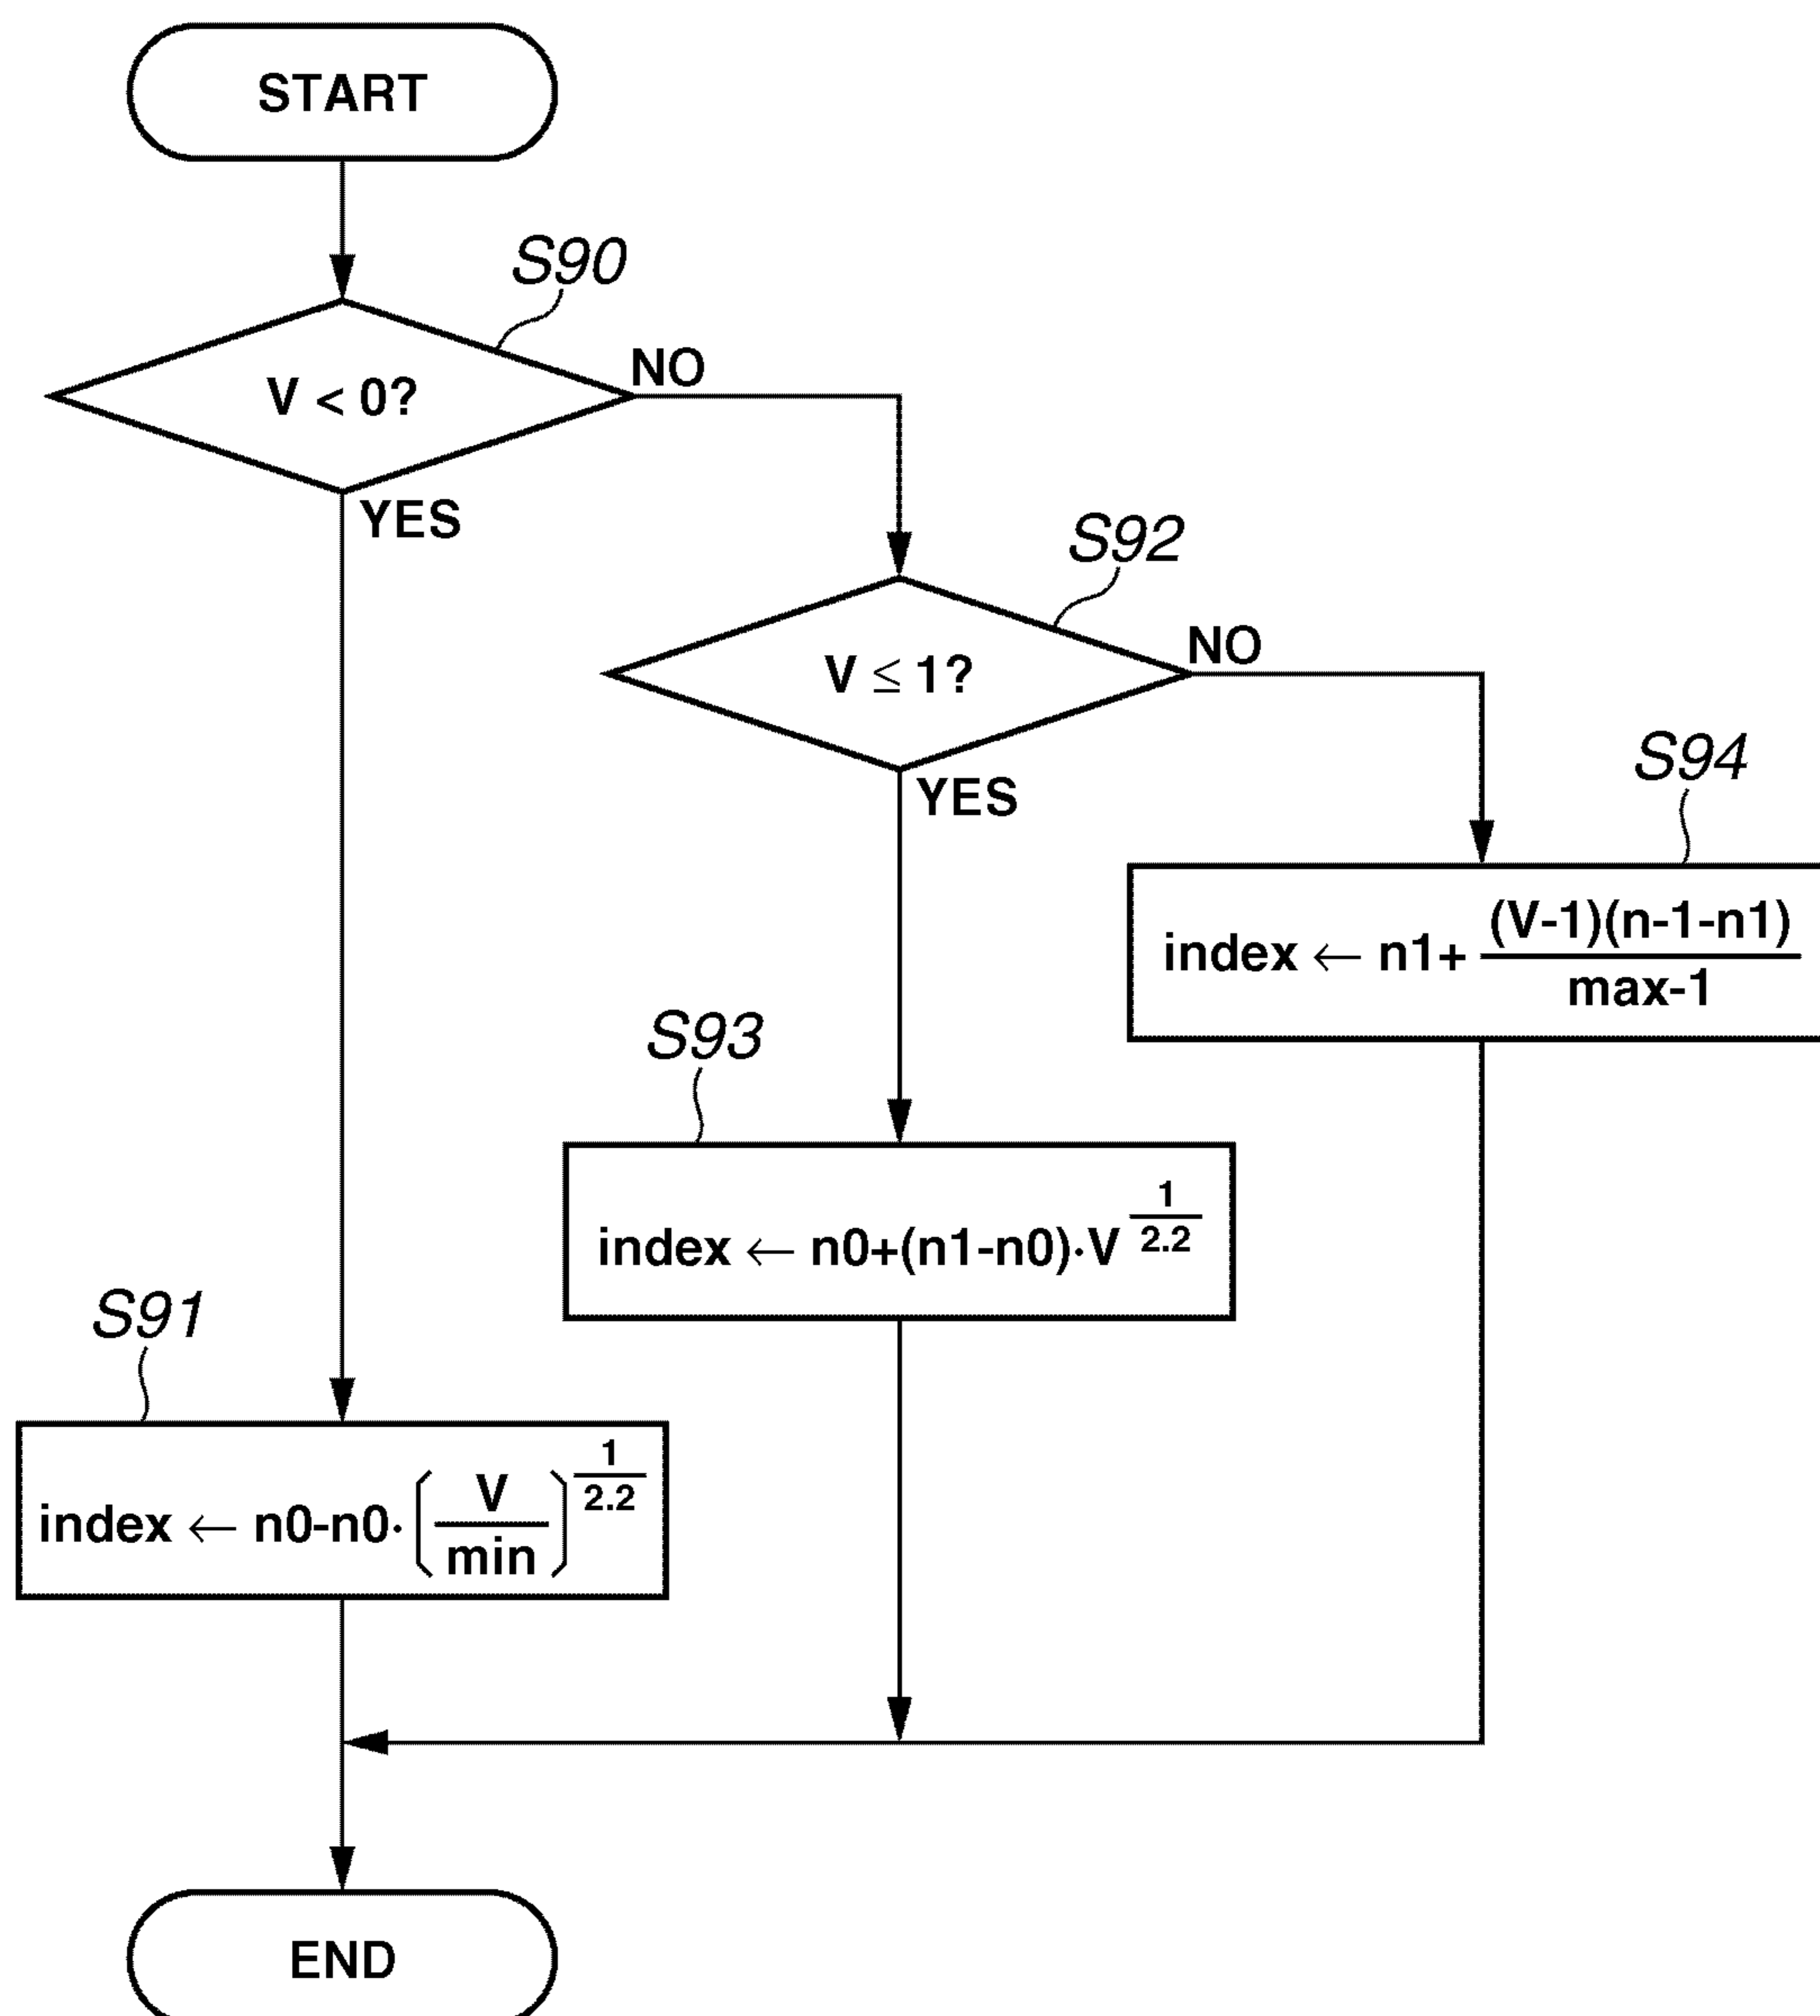 START
S90
V < 0?
NO
YES
S92
V ≤ 1?
NO
YES
S94
index ← n1+ (V-1)(n-1-n1)
max-1
S93
index ← n0+(n1-n0)·V 1
2.2
S91
index ← n0-n0· ( V
min ) 1
2.2
END